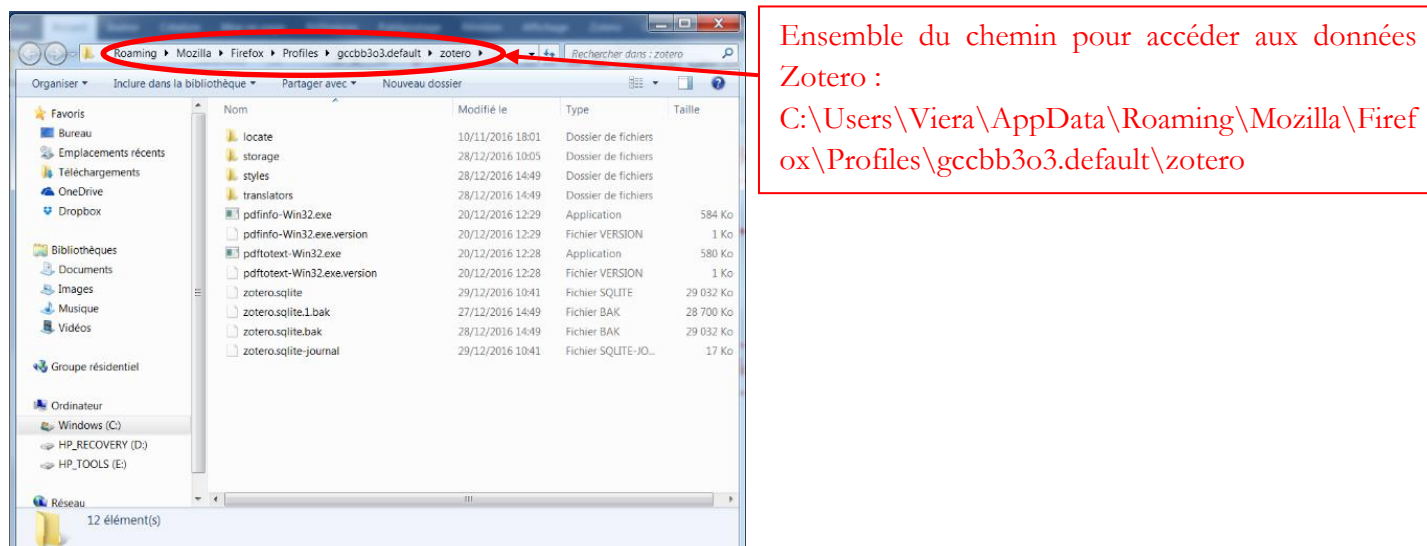 Roaming ▸ Mozilla ▸ Firefox ▸ Profiles ▸ gccbb3o3.default ▸ zotero ▸
Rechercher dans : zotero
Organiser ▾ Inclure dans la bibliothèque ▾ Partager avec ▾ Nouveau dossier
Nom Modifié le Type Taille
Favoris
Bureau
Emplacements récents
Téléchargements
OneDrive
Dropbox
Bibliothèques
Documents
Images
Musique
Vidéos
Groupe résidentiel
Ordinateur
Windows (C:)
HP_RECOVERY (D:)
HP_TOOLS (E:)
Réseau
locate 10/11/2016 18:01 Dossier de fichiers
storage 28/12/2016 10:05 Dossier de fichiers
styles 28/12/2016 14:49 Dossier de fichiers
translators 28/12/2016 14:49 Dossier de fichiers
pdfinfo-Win32.exe 20/12/2016 12:29 Application 584 Ko
pdfinfo-Win32.exe.version 20/12/2016 12:29 Fichier VERSION 1 Ko
pdftotext-Win32.exe 20/12/2016 12:28 Application 580 Ko
pdftotext-Win32.exe.version 20/12/2016 12:28 Fichier VERSION 1 Ko
zotero.sqlite 29/12/2016 10:41 Fichier SQLITE 29 032 Ko
zotero.sqlite.1.bak 27/12/2016 14:49 Fichier BAK 28 700 Ko
zotero.sqlite.bak 28/12/2016 14:49 Fichier BAK 29 032 Ko
zotero.sqlite-journal 29/12/2016 10:41 Fichier SQLITE-JO... 17 Ko
12 élément(s)
Ensemble du chemin pour accéder aux données
Zotero :
C:\Users\Viera\AppData\Roaming\Mozilla\Firef
ox\Profiles\gccbb3o3.default\zotero